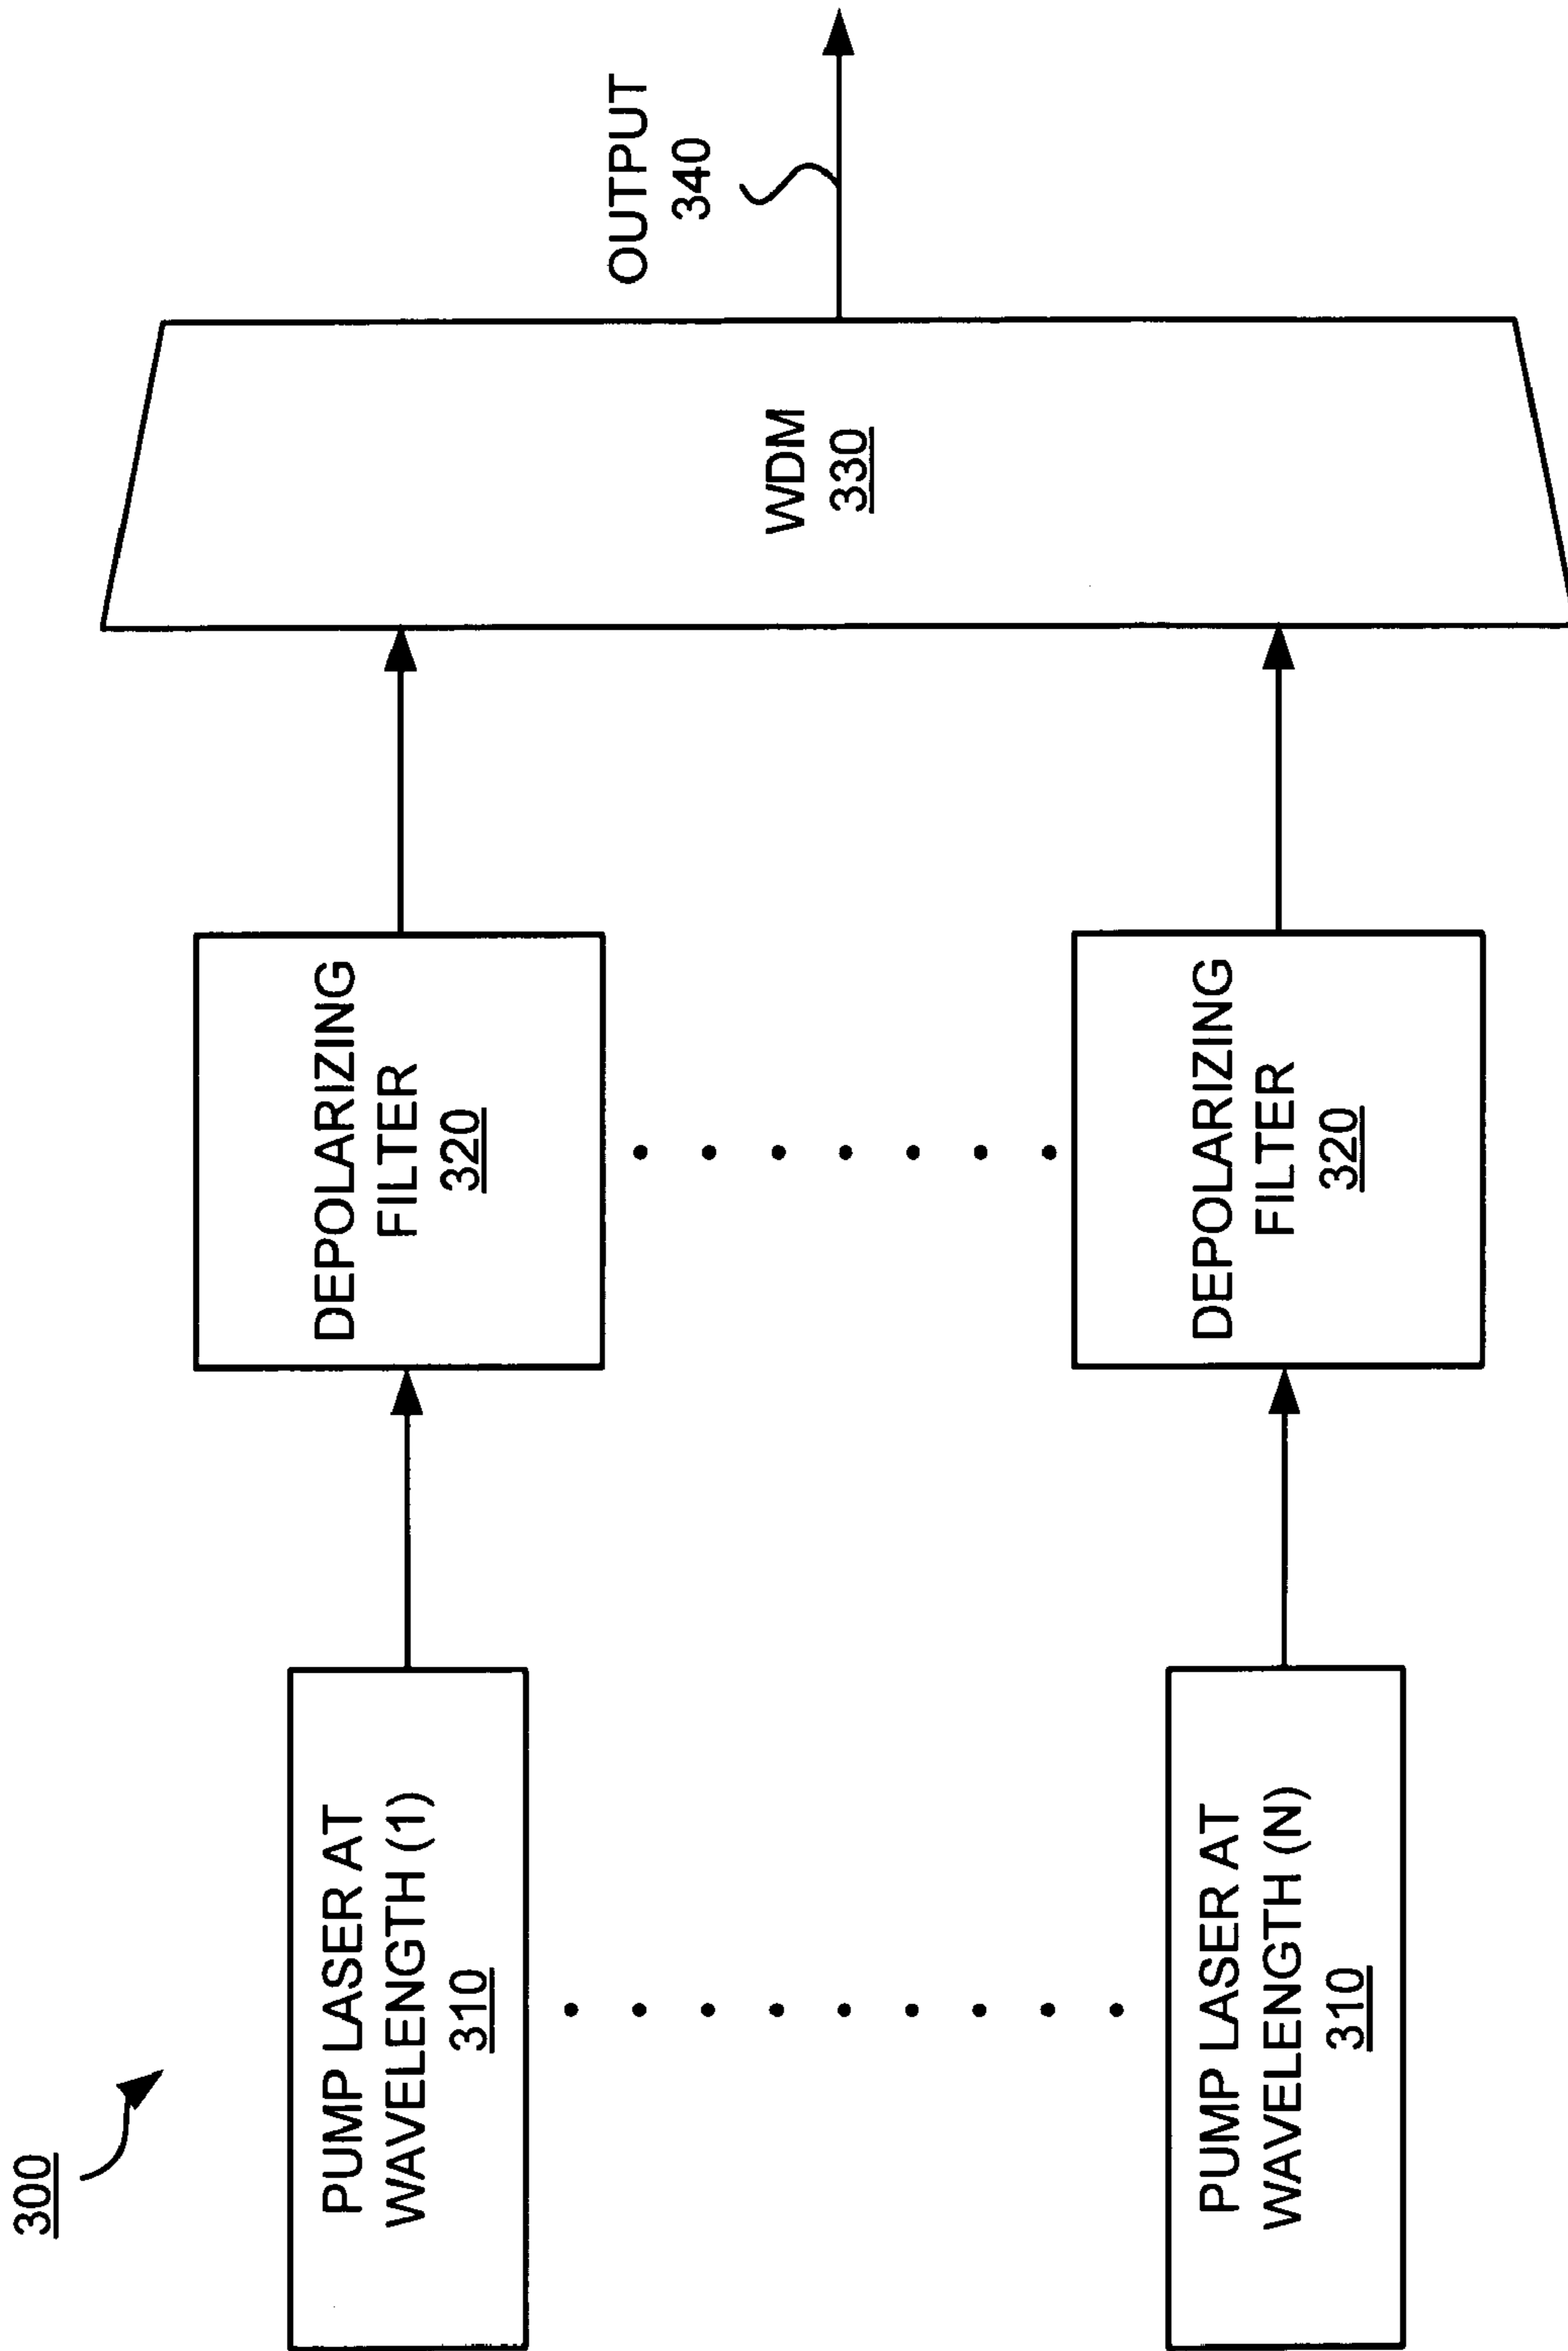 300
PUMP LASER AT
WAVELENGTH (1)
310
DEPOLARIZING
FILTER
320
PUMP LASER AT
WAVELENGTH (N)
310
DEPOLARIZING
FILTER
320
WDM
330
OUTPUT
340